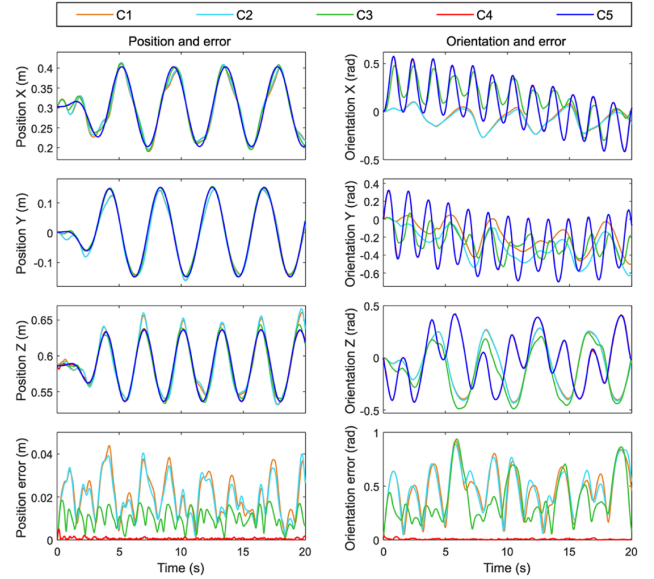 C1 C2 C3 C4 C5
Position and error
Orientation and error
Position X (m)
0.4
0.35
0.3
0.25
0.2
Orientation X (rad)
0.5
0
-0.5
Position Y (m)
0.1
0
-0.1
Orientation Y (rad)
0.4
0.2
0
-0.2
-0.4
-0.6
Position Z (m)
0.65
0.6
0.55
Orientation Z (rad)
0.5
0
-0.5
Position error (m)
0.04
0.02
0
0 5 10 15 20
Time (s)
Orientation error (rad)
1
0.5
0
0 5 10 15 20
Time (s)